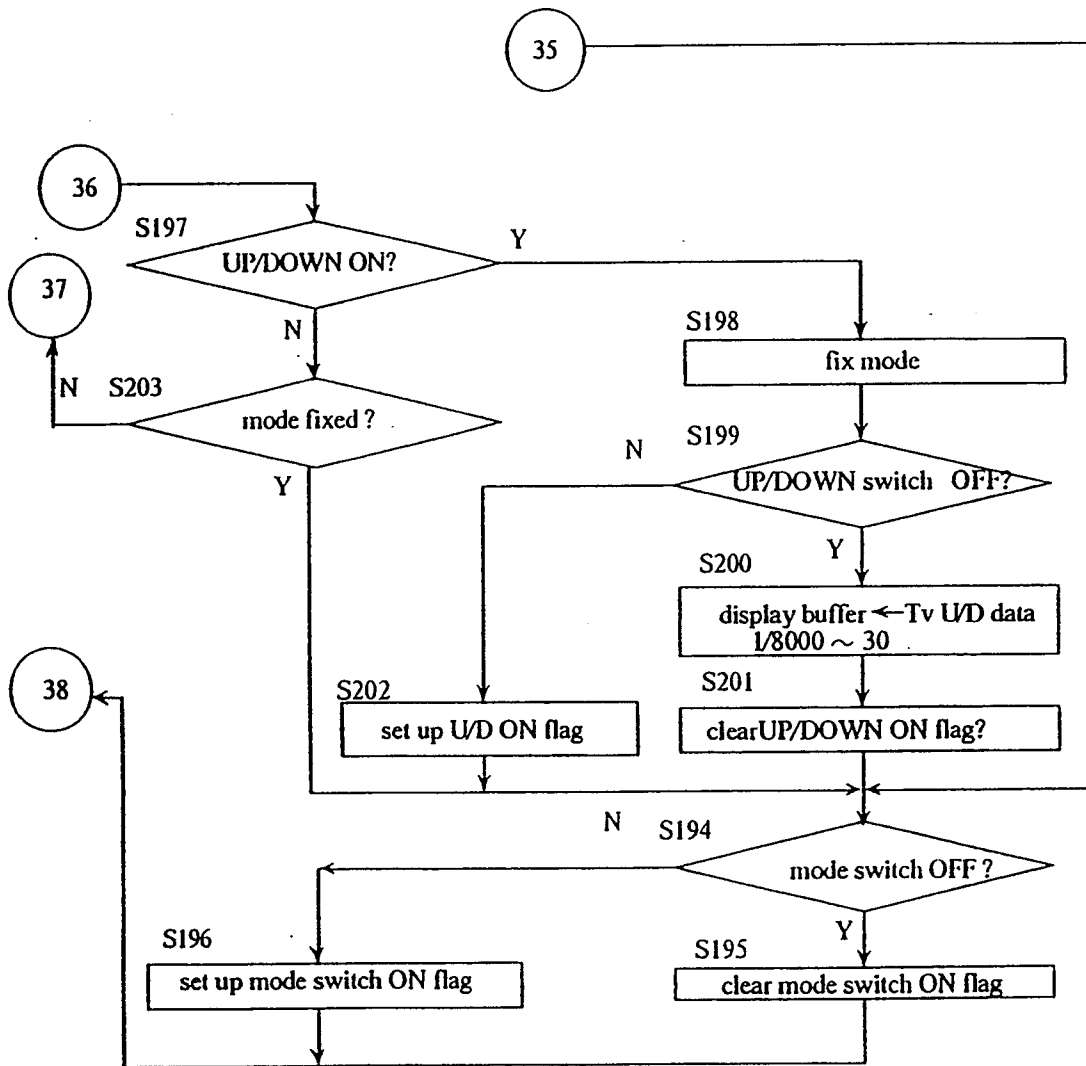 35
36
S197
UP/DOWN ON?
Y
37
N
S198
fix mode
N
S203
mode fixed ?
S199
N
UP/DOWN switch OFF?
Y
Y
S200
display buffer ← Tv U/D data
1/8000 ~ 30
38
S202
S201
set up U/D ON flag
clearUP/DOWN ON flag?
N
S194
mode switch OFF ?
S196
Y
S195
set up mode switch ON flag
clear mode switch ON flag